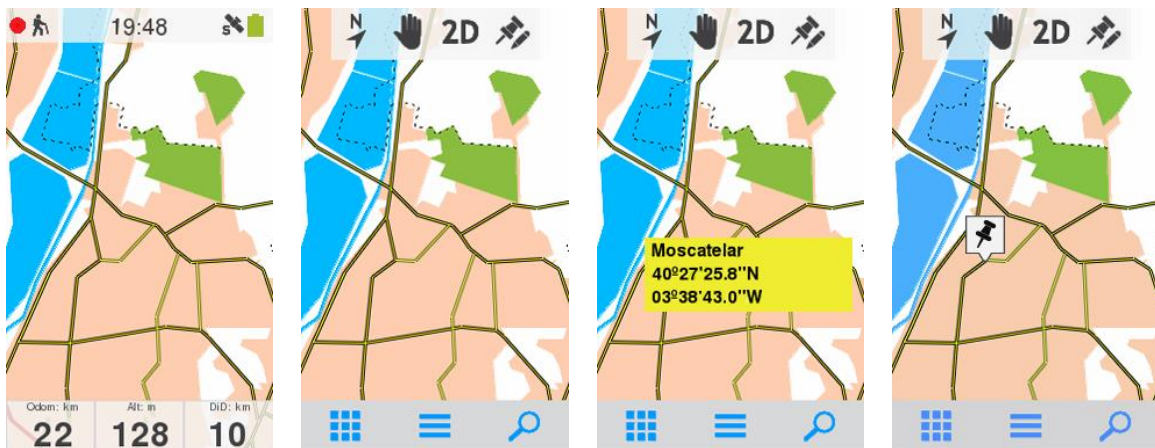 19:48
S
Odom: km
Alt: m
DiD: km
22
128
10
N
2D
N
2D
Moscatelar
40º27'25.8''N
03º38'43.0''W
N
2D